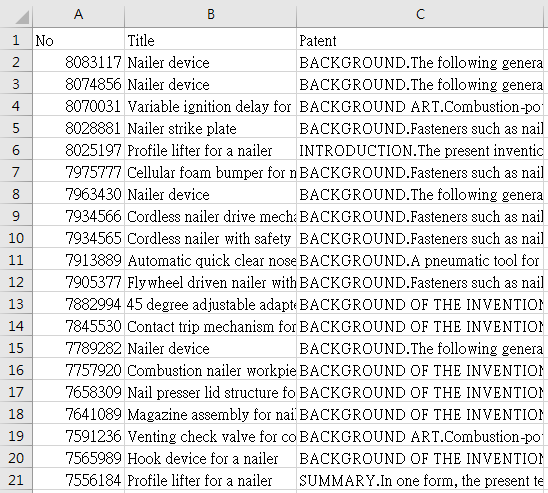 A B C
1 No Title Patent
2 8083117 Nailer device BACKGROUND.The following genera
3 8074856 Nailer device BACKGROUND.The following genera
4 8070031 Variable ignition delay for BACKGROUND ART.Combustion-po
5 8028881 Nailer strike plate BACKGROUND.Fasteners such as nail
6 8025197 Profile lifter for a nailer INTRODUCTION.The present inventio
7 7975777 Cellular foam bumper for n BACKGROUND.Fasteners such as nail
8 7963430 Nailer device BACKGROUND.The following genera
9 7934566 Cordless nailer drive mecha BACKGROUND.Fasteners such as nail
10 7934565 Cordless nailer with safety BACKGROUND.Fasteners such as nail
11 7913889 Automatic quick clear nose BACKGROUND.A pneumatic tool for
12 7905377 Flywheel driven nailer with BACKGROUND.Fasteners such as nail
13 7882994 45 degree adjustable adapte BACKGROUND OF THE INVENTION
14 7845530 Contact trip mechanism for BACKGROUND OF THE INVENTION
15 7789282 Nailer device BACKGROUND.The following genera
16 7757920 Combustion nailer workpie BACKGROUND OF THE INVENTION
17 7658309 Nail presser lid structure fo BACKGROUND OF THE INVENTION
18 7641089 Magazine assembly for nai BACKGROUND OF THE INVENTION
19 7591236 Venting check valve for co BACKGROUND ART.Combustion-po
20 7565989 Hook device for a nailer BACKGROUND OF THE INVENTION
21 7556184 Profile lifter for a nailer SUMMARY.In one form, the present te